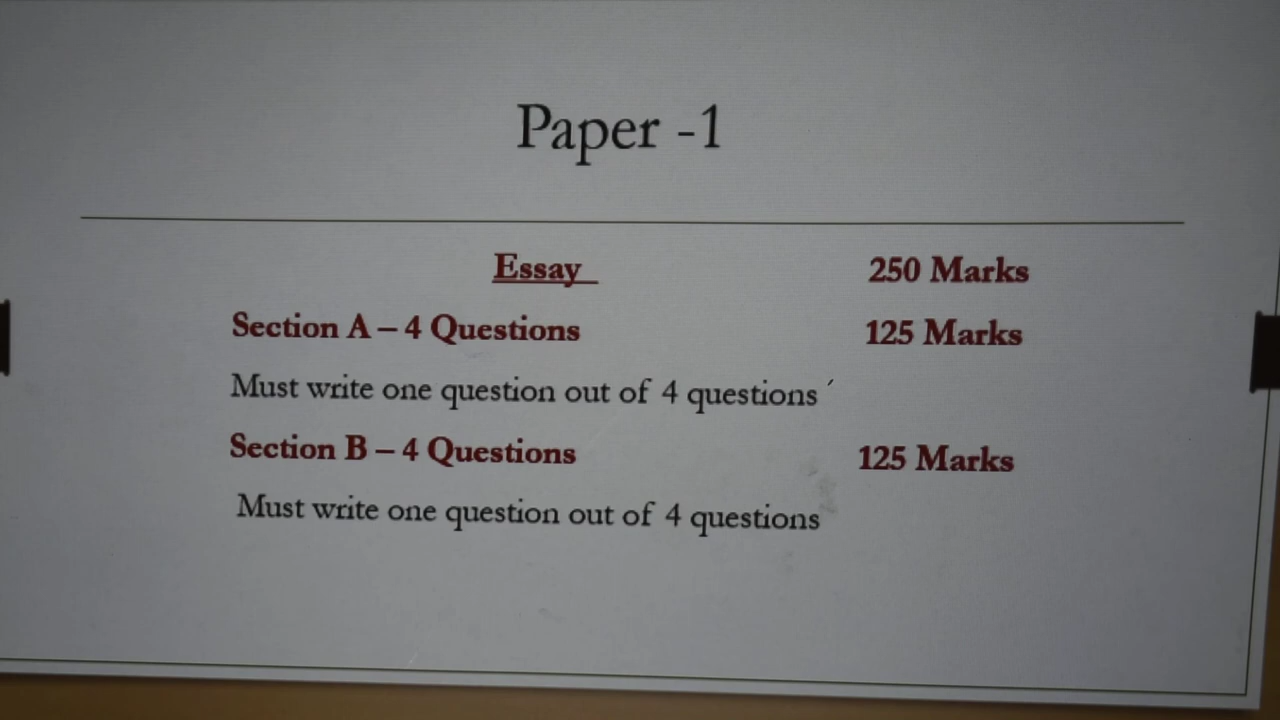 Paper -1
Essay 250 Marks
Section A – 4 Questions 125 Marks
Must write one question out of 4 questions
Section B – 4 Questions 125 Marks
Must write one question out of 4 questions